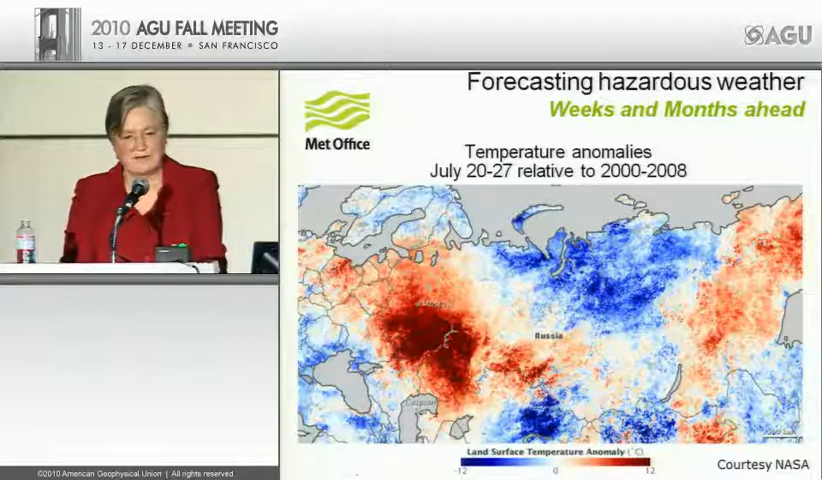 2010 AGU FALL MEETING
13 - 17 DECEMBER SAN FRANCISCO
AGU
Forecasting hazardous weather
Weeks and Months ahead
Met Office
Temperature anomalies
July 20-27 relative to 2000-2008
Moscow
Russia
Caspian
Land Surface Temperature Anomaly (°C)
-12 0 12
Courtesy NASA
©2010 American Geophysical Union | All rights reserved